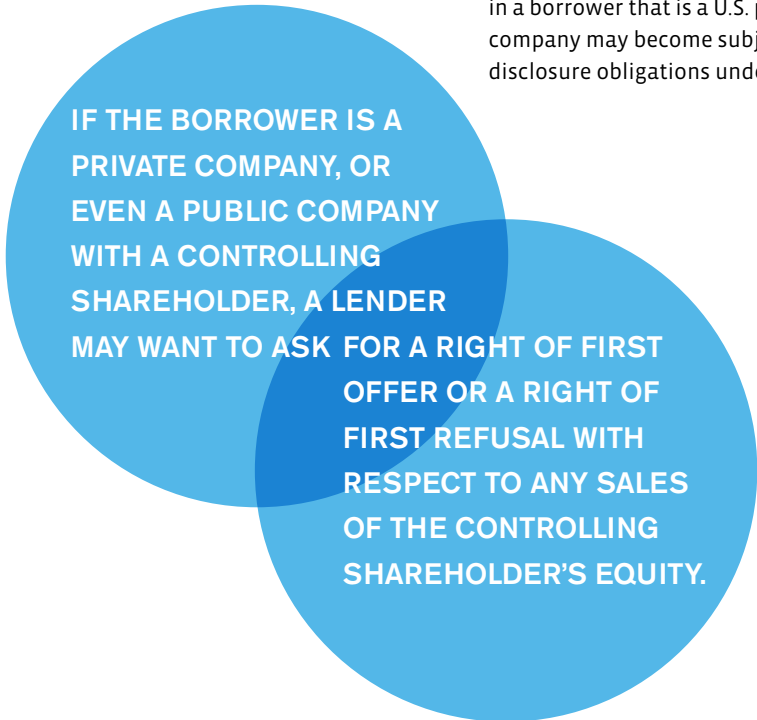 in a borrower that is a U.S.
company may become
disclosure obligations
IF THE BORROWER IS A
PRIVATE COMPANY, OR
EVEN A PUBLIC COMPANY
WITH A CONTROLLING
SHAREHOLDER, A LENDER
MAY WANT TO ASK FOR A RIGHT OF FIRST
OFFER OR A RIGHT OF
FIRST REFUSAL WITH
RESPECT TO ANY SALES
OF THE CONTROLLING
SHAREHOLDER’S EQUITY.